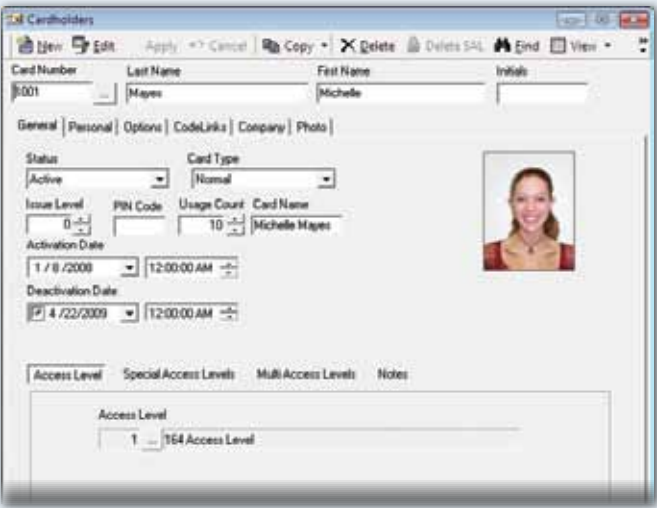 Cardholders
New Edit Apply Cancel Copy Delete Delete SAL Find View
Card Number Last Name First Name Initials
... Mayes Michelle
General Personal Options CodeLinks Company Photo
Status Card Type
Active Normal
Issue Level PIN Code Usage Count Card Name
0 10 Michelle Mayes
Activation Date
1 / 8 /2008 12:00:00 AM
Deactivation Date
4 /22/2009 12:00:00 AM
Access Level Special Access Levels Multi Access Levels Notes
Access Level
1 ... 164 Access Level